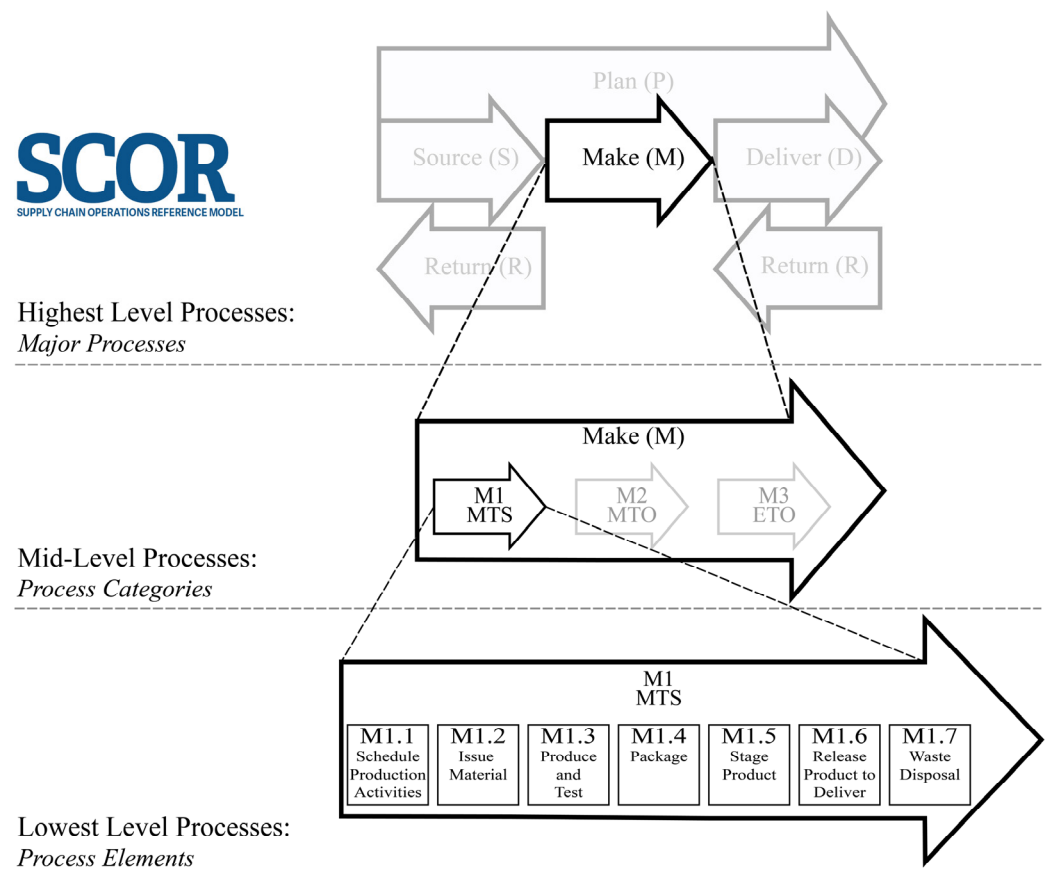 Plan (P)
Source (S)
Make (M)
Deliver (D)
SCOR
SUPPLY CHAIN OPERATIONS REFERENCE MODEL
Return (R)
Return (R)
Highest Level Processes:
Major Processes
Make (M)
M1
MTS
M2
MTO
M3
ETO
Mid-Level Processes:
Process Categories
M1
MTS
M1.1
Schedule
Production
Activities
M1.2
Issue
Material
M1.3
Produce
and
Test
M1.4
Package
M1.5
Stage
Product
M1.6
Release
Product to
Deliver
M1.7
Waste
Disposal
Lowest Level Processes:
Process Elements